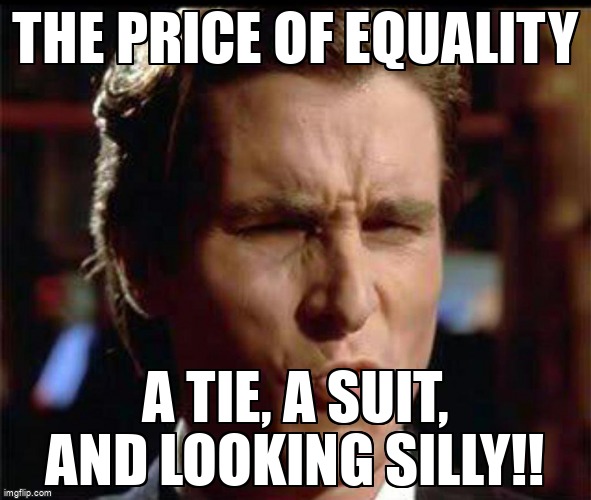 THE PRICE OF EQUALITY
A TIE, A SUIT,
AND LOOKING SILLY!!
imgflip.com